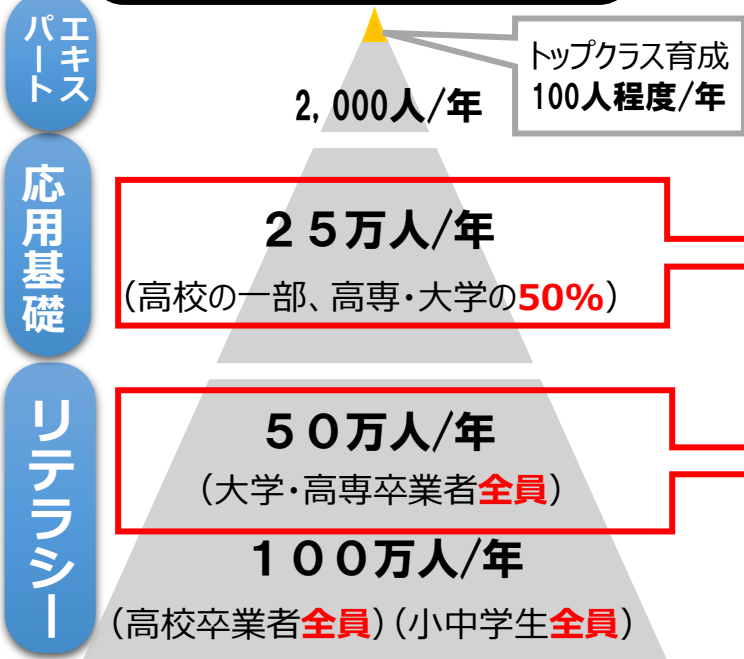 エキスパート
トップクラス育成
100人程度/年
2,000人/年
応用基礎
２５万人/年
（高校の一部、高専・大学の50%）
リテラシー
５０万人/年
（大学・高専卒業者全員）
１００万人/年
（高校卒業者全員）（小中学生全員）